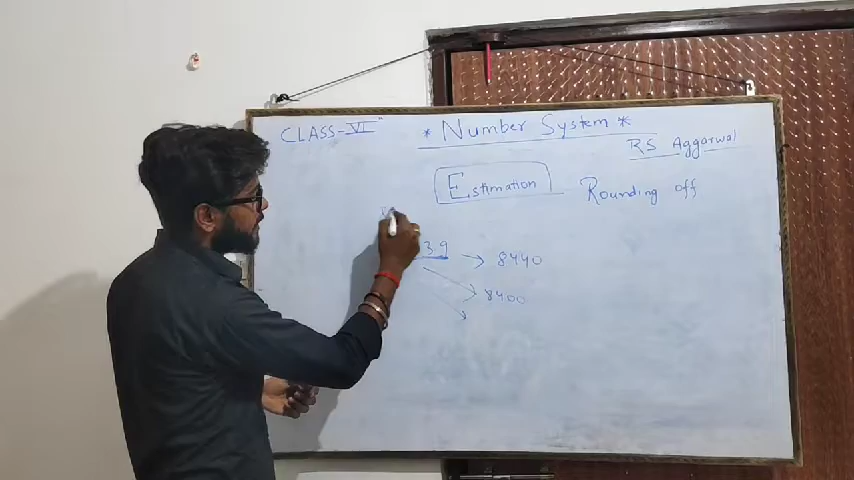 CLASS-VI
* Number System *
RS Aggarwal
Estimation Rounding off
39 → 8440
→ 8400